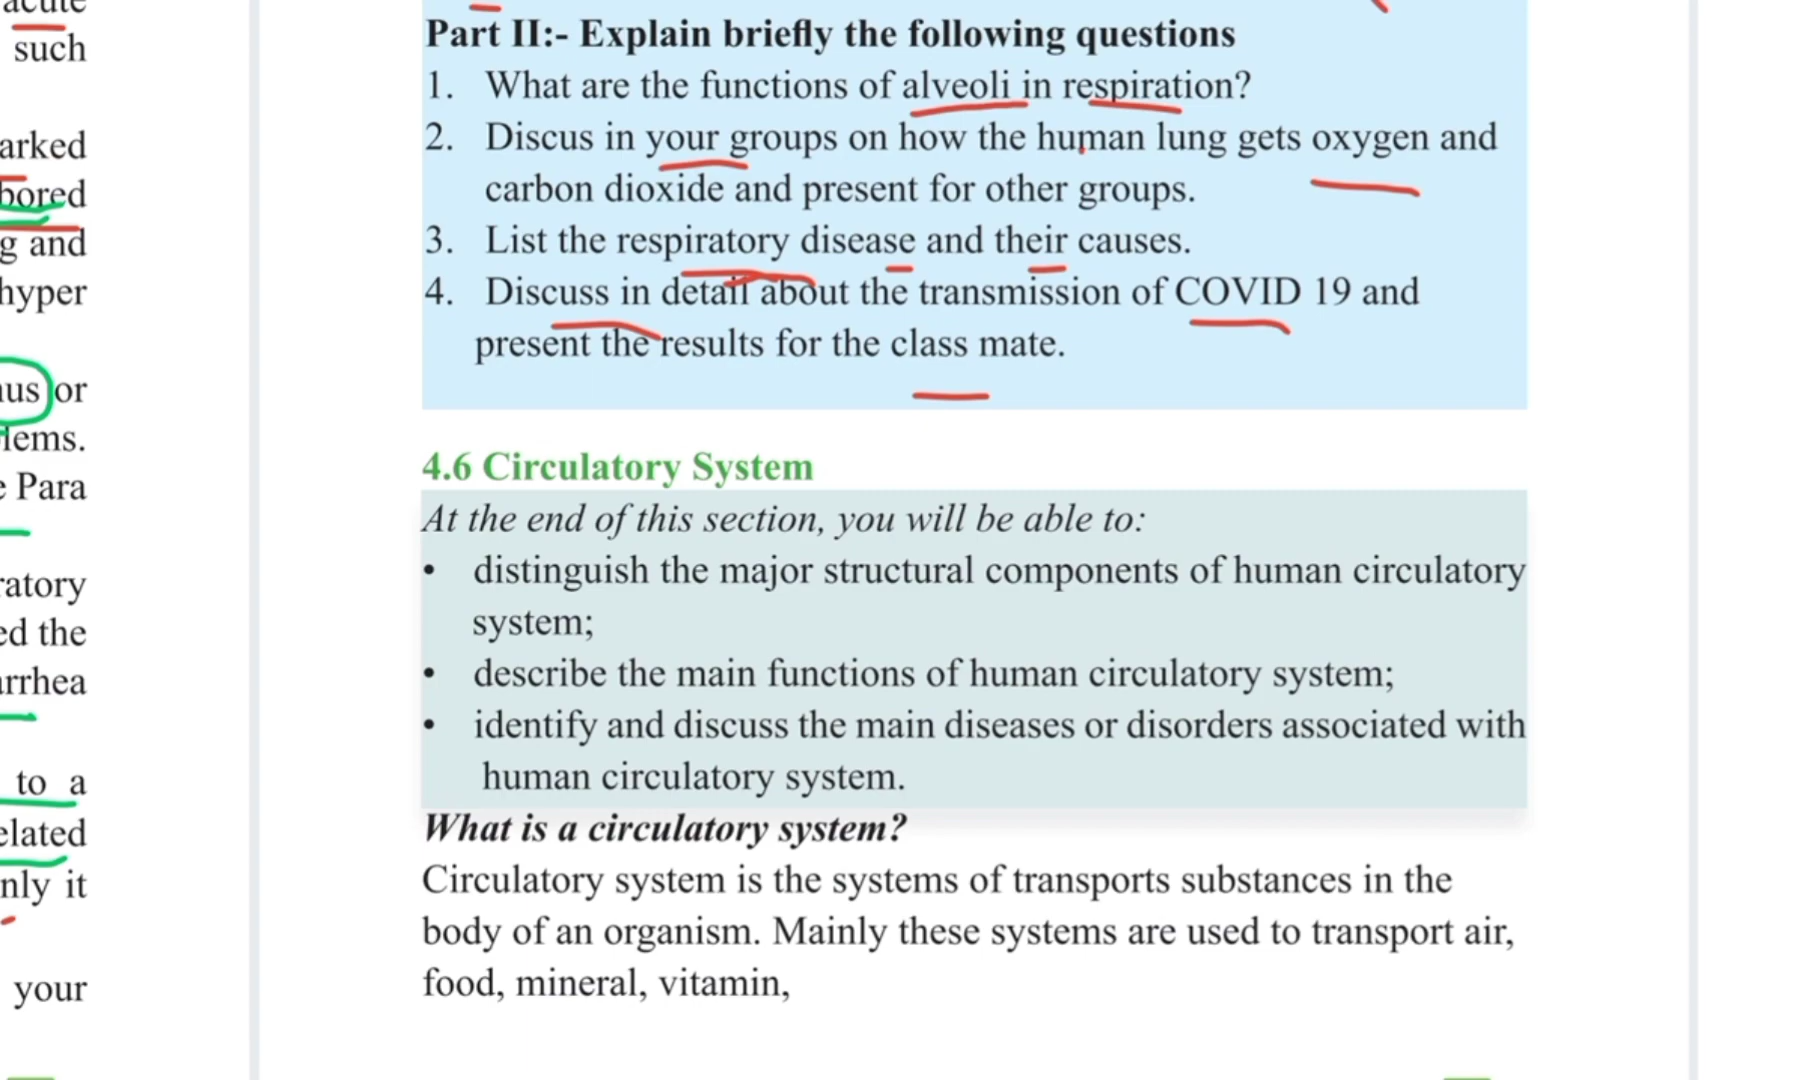 acute
such
arked
bored
g and
hyper
or
lems.
e Para
ratory
ed the
arrhea
to a
elated
nly it
your
Part II:- Explain briefly the following questions
1. What are the functions of alveoli in respiration?
2. Discus in your groups on how the human lung gets oxygen and
carbon dioxide and present for other groups.
3. List the respiratory disease and their causes.
4. Discuss in detail about the transmission of COVID 19 and
present the results for the class mate.
4.6 Circulatory System
At the end of this section, you will be able to:
• distinguish the major structural components of human circulatory
system;
• describe the main functions of human circulatory system;
• identify and discuss the main diseases or disorders associated with
human circulatory system.
What is a circulatory system?
Circulatory system is the systems of transports substances in the
body of an organism. Mainly these systems are used to transport air,
food, mineral, vitamin,